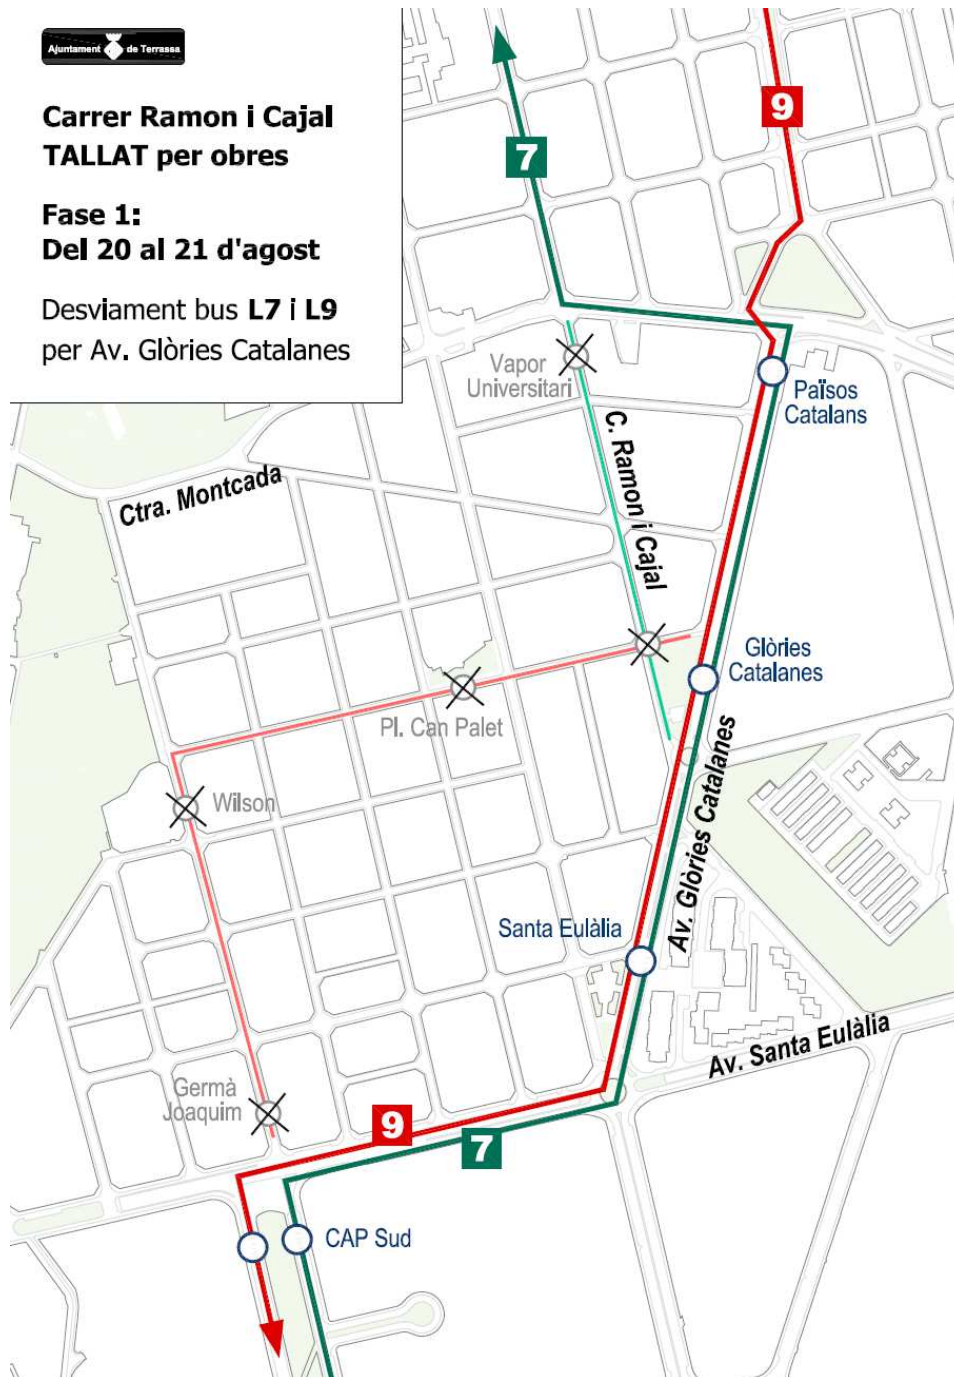 Ajuntament de Terrassa
Carrer Ramon i Cajal
TALLAT per obres
Fase 1:
Del 20 al 21 d'agost
Desviament bus L7 i L9
per Av. Glòries Catalanes
9
7
Vapor
Universitari
Països
Catalans
C. Ramon i Cajal
Ctra. Montcada
Glòries
Catalanes
Pl. Can Palet
Wilson
Av. Glòries Catalanes
Santa Eulàlia
Av. Santa Eulàlia
Germà
Joaquim
9
7
CAP Sud